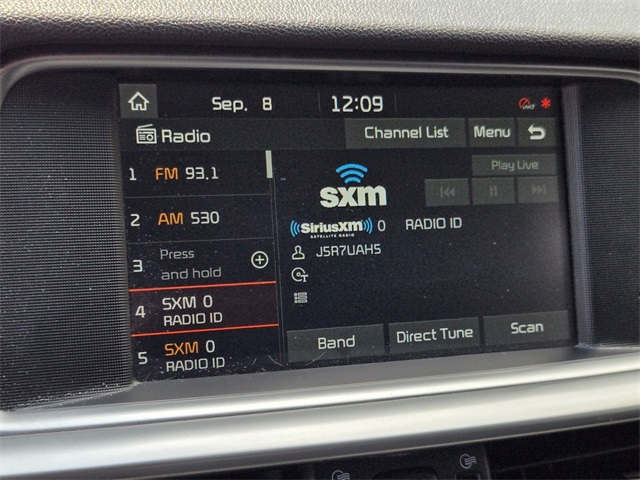 Sep. 8 12:09
Radio Channel List Menu
Play Live
1 FM 93.1
sxm
2 AM 530
SiriusXM 0 RADIO ID
SATELLITE RADIO
J5R7UAH5
3 Press
and hold
4 SXM 0
RADIO ID
5 SXM 0
RADIO ID
Band Direct Tune Scan